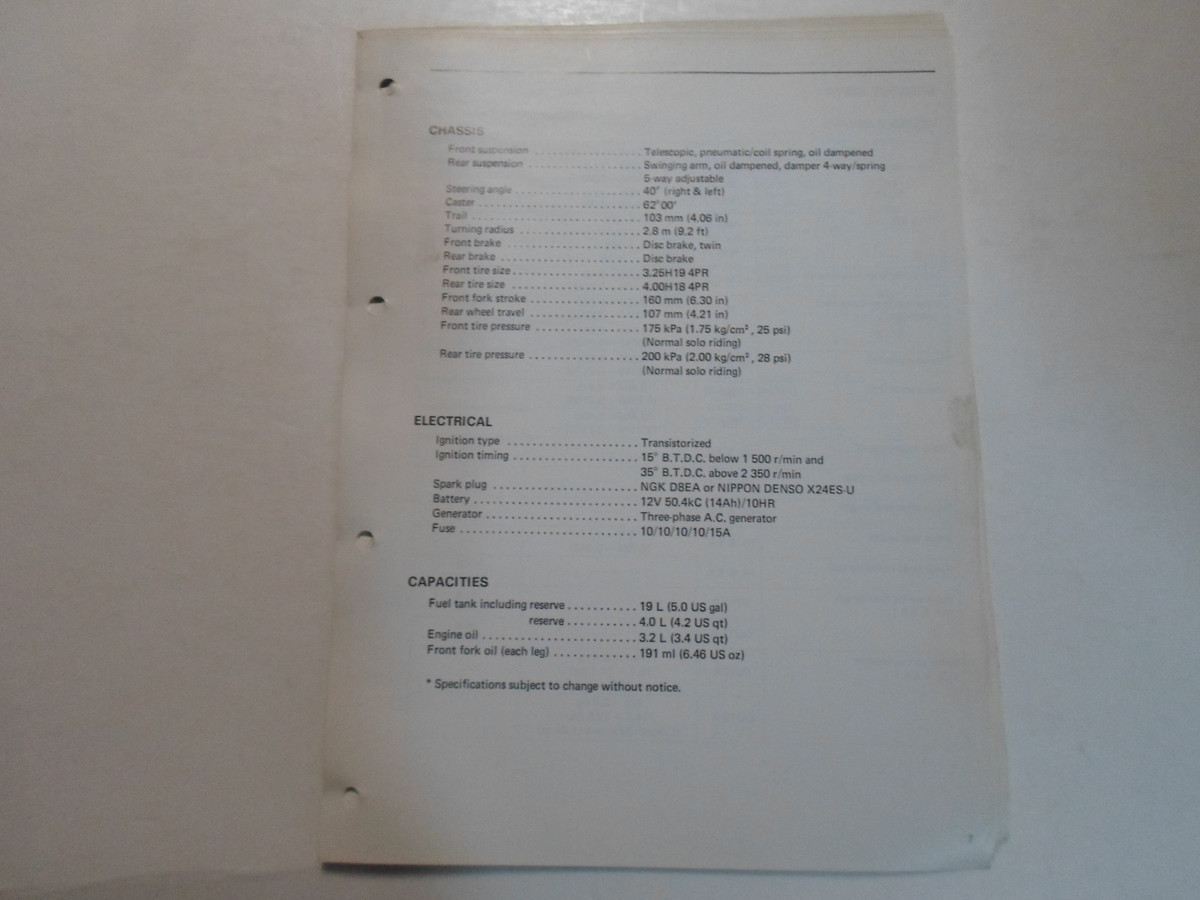 CHASSIS
Front suspension .................... Telescopic, pneumatic/coil spring, oil dampened
Rear suspension .................... Swinging arm, oil dampened, damper 4-way/spring
5-way adjustable
Steering angle .................... 40° (right & left)
Caster .......................... 62°00'
Trail .......................... 103 mm (4.06 in)
Turning radius .................... 2.8 m (9.2 ft)
Front brake .................... Disc brake, twin
Rear brake .................... Disc brake
Front tire size .................... 3.25H19 4PR
Rear tire size .................... 4.00H18 4PR
Front fork stroke ................ 160 mm (6.30 in)
Rear wheel travel ................ 107 mm (4.21 in)
Front tire pressure ............... 175 kPa (1.75 kg/cm², 25 psi)
(Normal solo riding)
Rear tire pressure ................ 200 kPa (2.00 kg/cm², 28 psi)
(Normal solo riding)
ELECTRICAL
Ignition type .................... Transistorized
Ignition timing .................. 15° B.T.D.C. below 1 500 r/min and
35° B.T.D.C. above 2 350 r/min
Spark plug ...................... NGK D8EA or NIPPON DENSO X24ES-U
Battery ......................... 12V 50.4kC (14Ah)/10HR
Generator ....................... Three-phase A.C. generator
Fuse ........................... 10/10/10/10/15A
CAPACITIES
Fuel tank including reserve ........... 19 L (5.0 US gal)
reserve ........... 4.0 L (4.2 US qt)
Engine oil ........................ 3.2 L (3.4 US qt)
Front fork oil (each leg) ............. 191 ml (6.46 US oz)
* Specifications subject to change without notice.